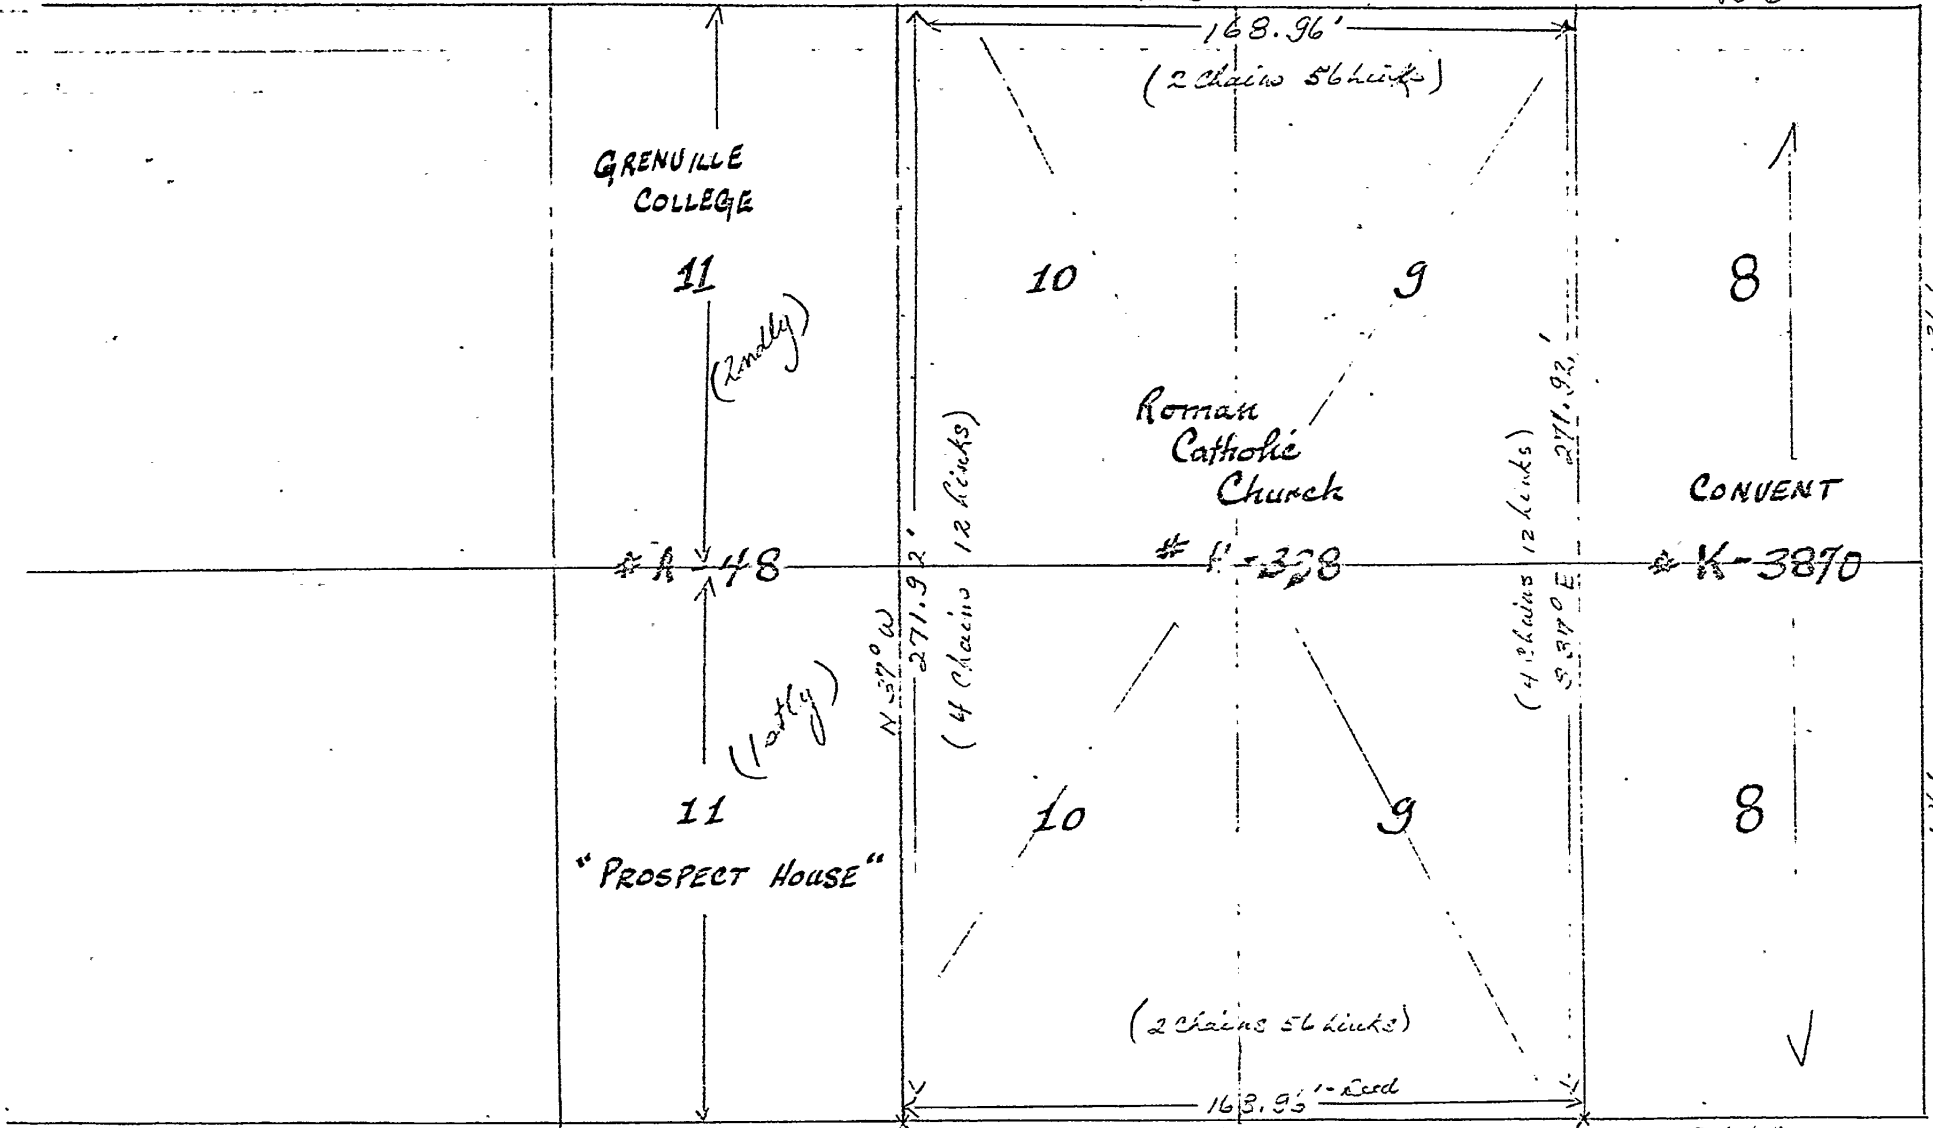 168.96'
(2 Chains 56 Links)
GRENVILLE
COLLEGE
11
(2ndly)
10
9
8
Roman
Catholic
Church
CONVENT
(4 Chains 12 Links)
271.92'
N 37° W
(4 Chains 12 Links)
S 37° E 271.92'
# A-48
# K-3870
(1stly)
11
"PROSPECT HOUSE"
10
9
8
(2 Chains 56 Links)